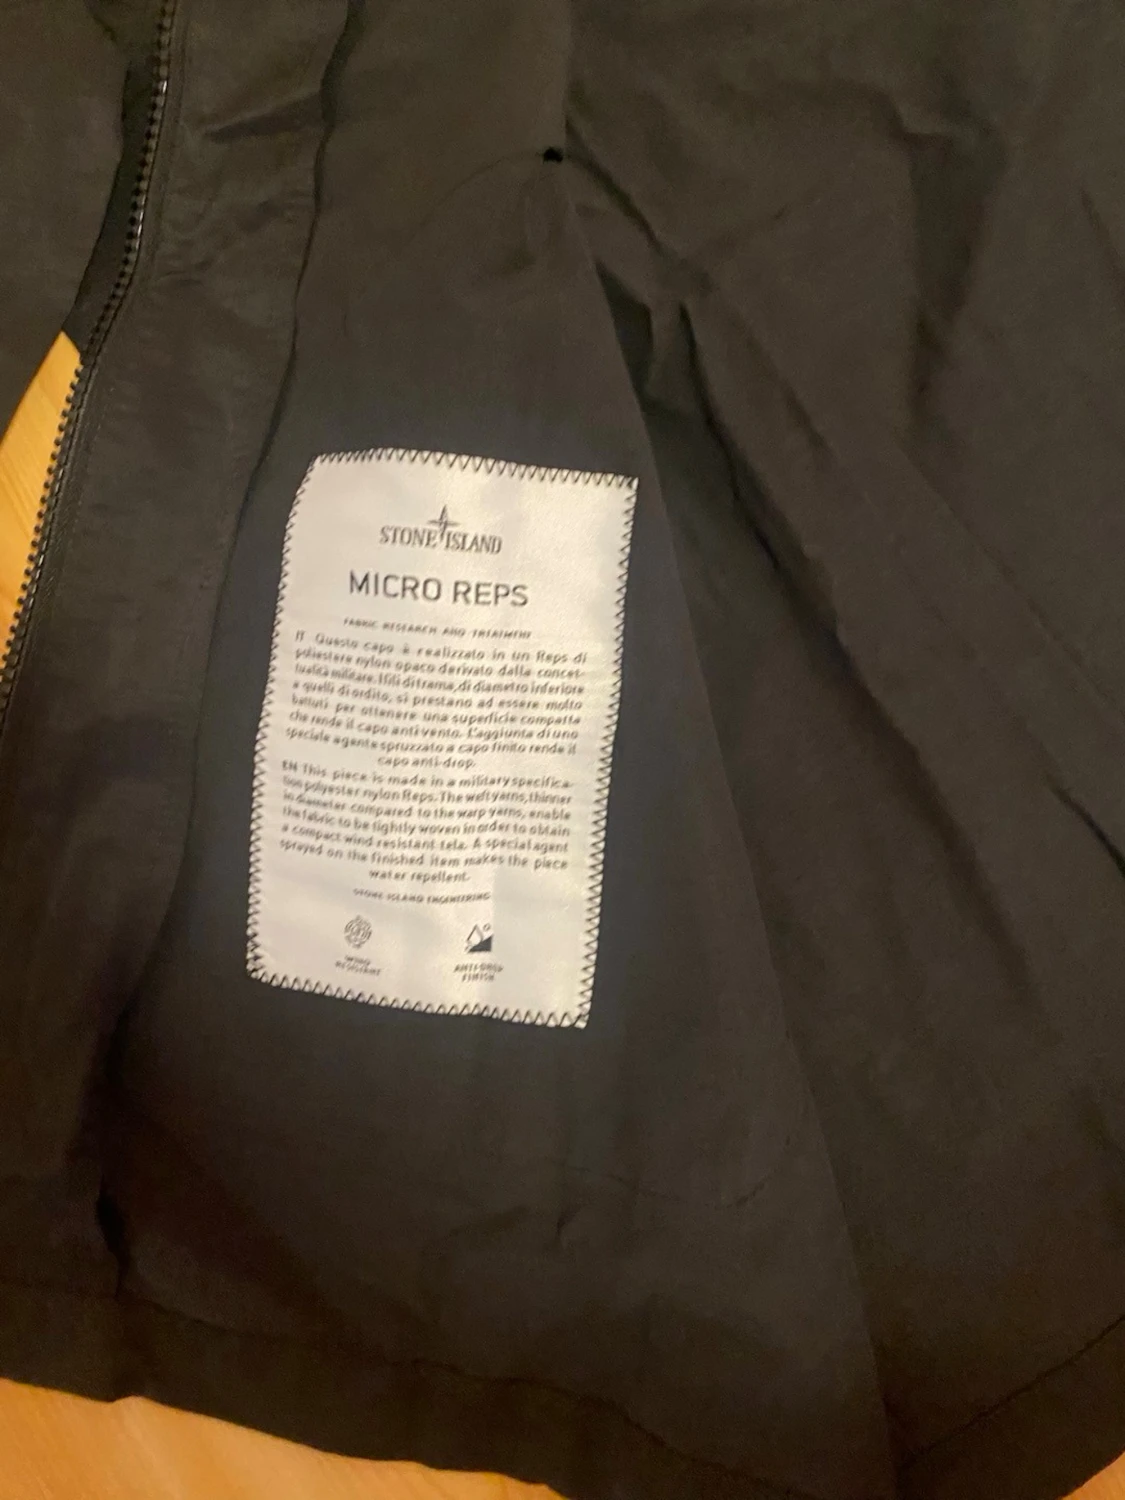 STONE ISLAND
MICRO REPS
FABRIC RESEARCH AND TREATMENT
IT Questo capo è realizzato in un Reps di
poliestere nylon opaco derivato dalla concet-
tualità militare. I fili di trama, di diametro inferiore
a quelli di ordito, si prestano ad essere molto
battuti per ottenere una superficie compatta
che rende il capo antivento. L'aggiunta di uno
speciale agente spruzzato a capo finito rende il
capo anti-drop.
EN This piece is made in a military specifica-
tion polyester nylon Reps. The weft yarns, thinner
in diameter compared to the warp yarns, enable
the fabric to be tightly woven in order to obtain
a compact wind resistant tela. A special agent
sprayed on the finished item makes the piece
water repellent.
STONE ISLAND ENGINEERING
WIND
RESISTANT
ANTI-DROP
FINISH